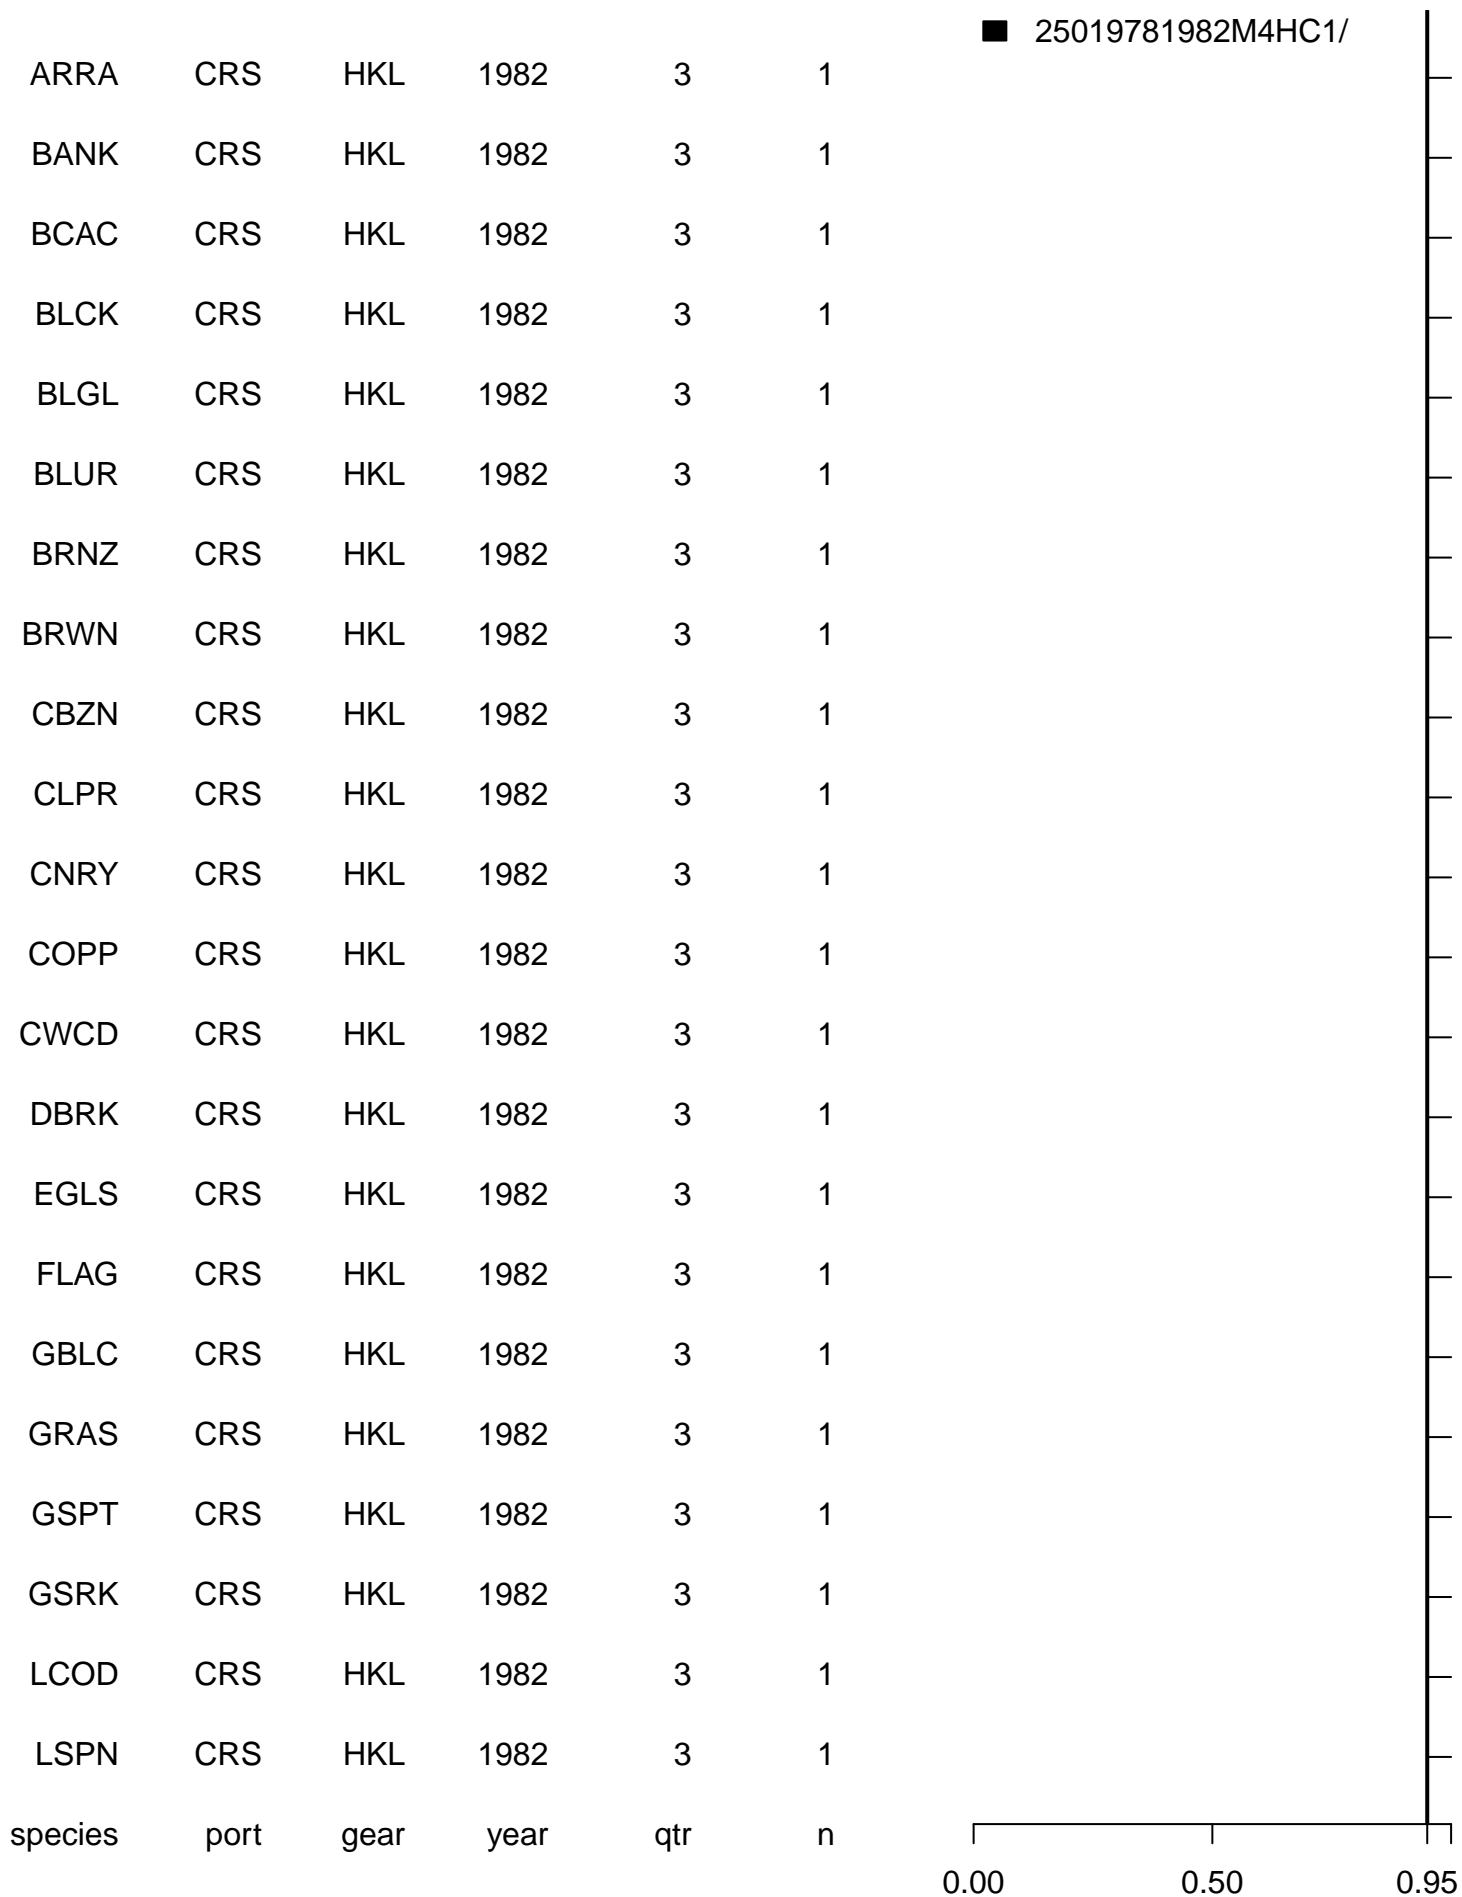 25019781982M4HC1/
ARRA CRS HKL 1982 3 1
BANK CRS HKL 1982 3 1
BCAC CRS HKL 1982 3 1
BLCK CRS HKL 1982 3 1
BLGL CRS HKL 1982 3 1
BLUR CRS HKL 1982 3 1
BRNZ CRS HKL 1982 3 1
BRWN CRS HKL 1982 3 1
CBZN CRS HKL 1982 3 1
CLPR CRS HKL 1982 3 1
CNRY CRS HKL 1982 3 1
COPP CRS HKL 1982 3 1
CWCD CRS HKL 1982 3 1
DBRK CRS HKL 1982 3 1
EGLS CRS HKL 1982 3 1
FLAG CRS HKL 1982 3 1
GBLC CRS HKL 1982 3 1
GRAS CRS HKL 1982 3 1
GSPT CRS HKL 1982 3 1
GSRK CRS HKL 1982 3 1
LCOD CRS HKL 1982 3 1
LSPN CRS HKL 1982 3 1
species port gear year qtr n
0.00 0.50 0.95